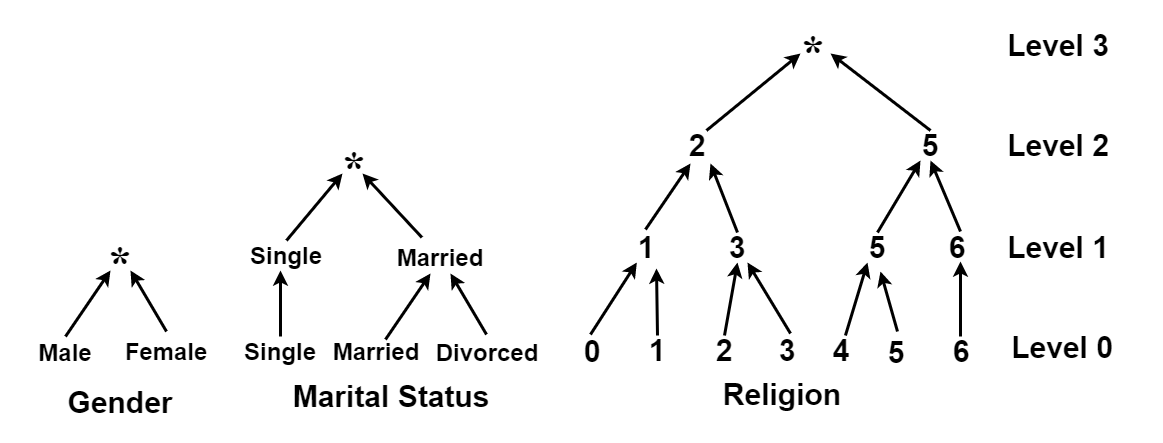 * Level 3
2 5 Level 2
*
Single Married 1 3 5 6 Level 1
*
Male Female Single Married Divorced 0 1 2 3 4 5 6 Level 0
Gender Marital Status Religion